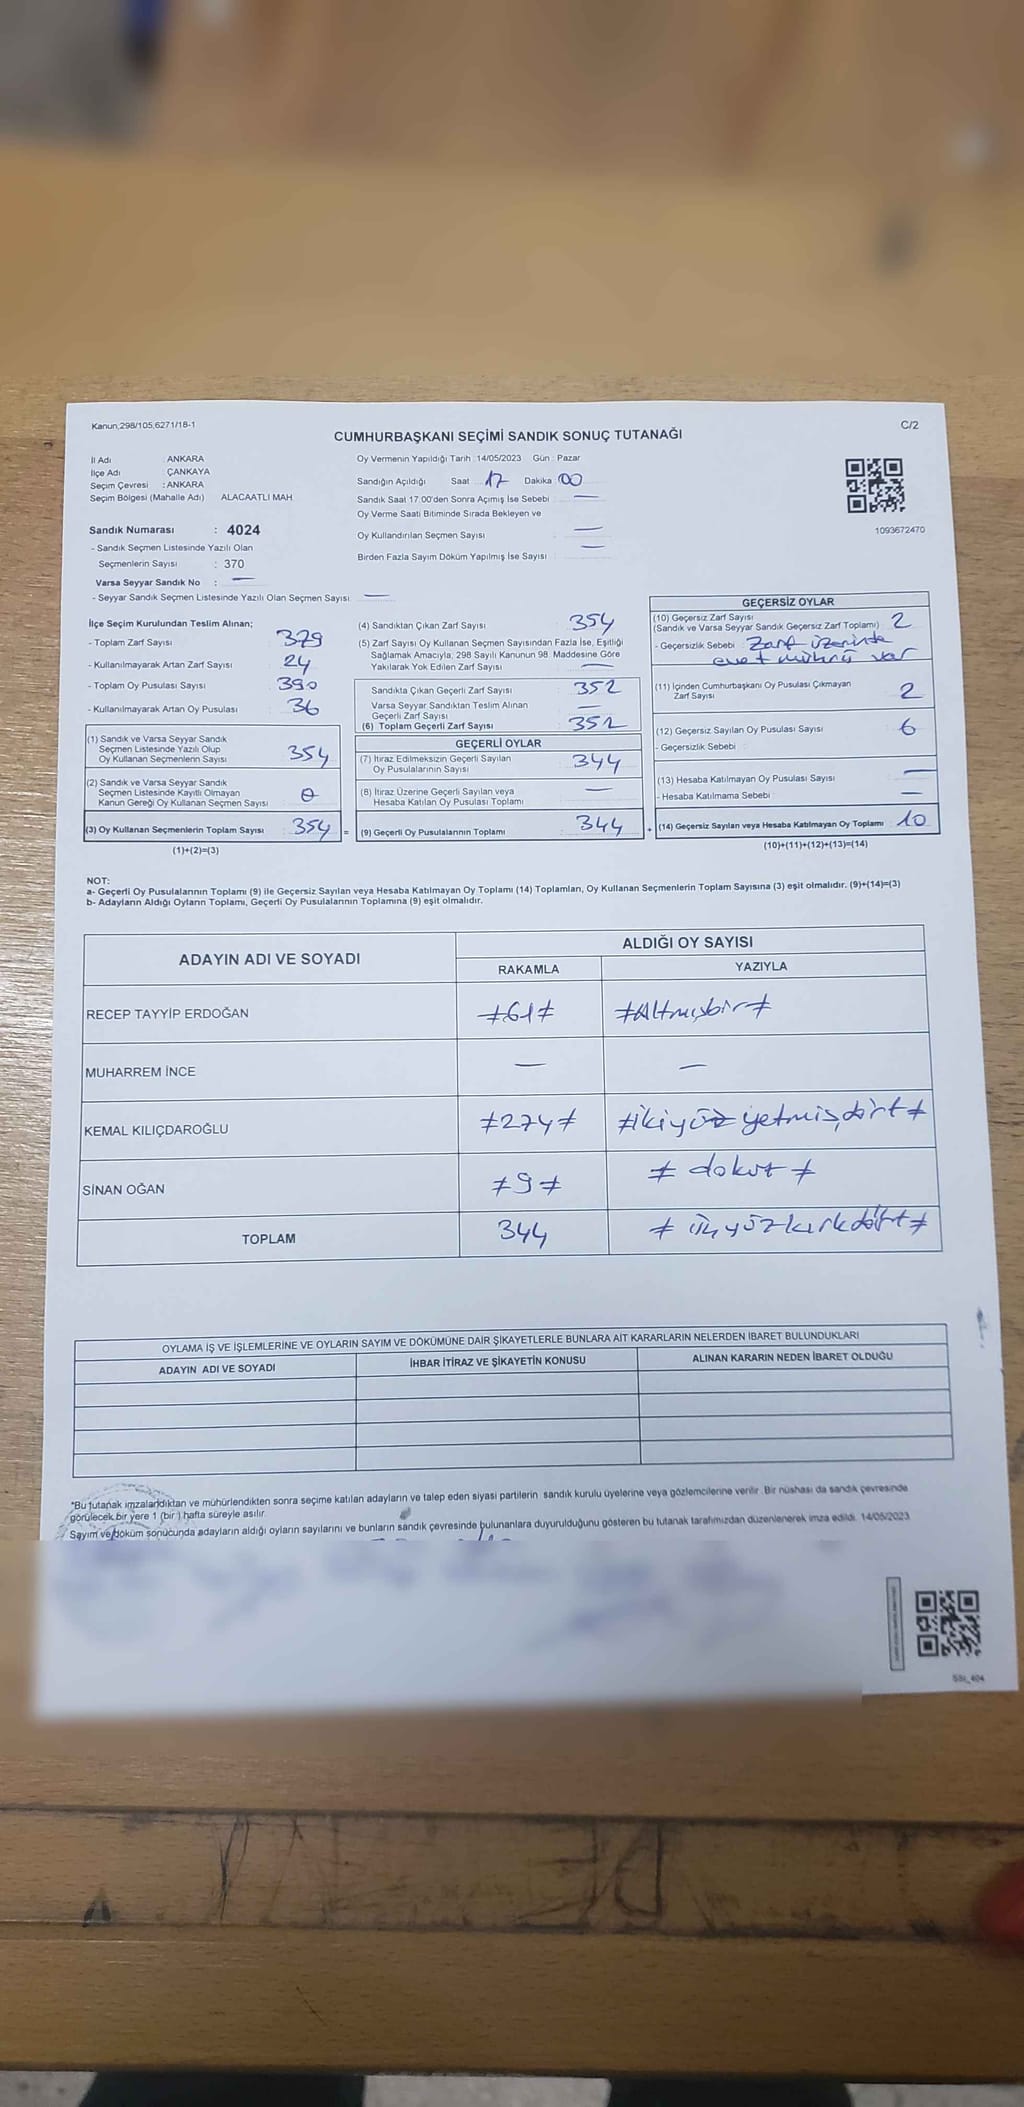 Kanun,298/105,6271/18-1
C/2
CUMHURBAŞKANI SEÇİMİ SANDIK SONUÇ TUTANAĞI
İl Adı : ANKARA
İlçe Adı : ÇANKAYA
Seçim Çevresi : ANKARA
Seçim Bölgesi (Mahalle Adı) ALACAATLI MAH.
Sandık Numarası : 4024
- Sandık Seçmen Listesinde Yazılı Olan
Seçmenlerin Sayısı : 370
Varsa Seyyar Sandık No : —
- Seyyar Sandık Seçmen Listesinde Yazılı Olan Seçmen Sayısı —
Oy Vermenin Yapıldığı Tarih : 14/05/2023 Gün : Pazar
Sandığın Açıldığı Saat 17 Dakika 00
Sandık Saat 17.00'den Sonra Açımış İse Sebebi —
Oy Verme Saati Bitiminde Sırada Bekleyen ve
Oy Kullandırılan Seçmen Sayısı —
Birden Fazla Sayım Döküm Yapılmış İse Sayısı —
1093672470
İlçe Seçim Kurulundan Teslim Alınan;
- Toplam Zarf Sayısı 379
- Kullanılmayarak Artan Zarf Sayısı 24
- Toplam Oy Pusulası Sayısı 390
- Kullanılmayarak Artan Oy Pusulası 36
(1) Sandık ve Varsa Seyyar Sandık
Seçmen Listesinde Yazılı Olup
Oy Kullanan Seçmenlerin Sayısı 354
(2) Sandık ve Varsa Seyyar Sandık
Seçmen Listesinde Kayıtlı Olmayan
Kanun Gereği Oy Kullanan Seçmen Sayısı 0
(3) Oy Kullanan Seçmenlerin Toplam Sayısı 354 =
(1)+(2)=(3)
(4) Sandıktan Çıkan Zarf Sayısı 354
(5) Zarf Sayısı Oy Kullanan Seçmen Sayısından Fazla İse, Eşitliği
Sağlamak Amacıyla, 298 Sayılı Kanunun 98. Maddesine Göre
Yakılarak Yok Edilen Zarf Sayısı —
Sandıkta Çıkan Geçerli Zarf Sayısı 352
Varsa Seyyar Sandıktan Teslim Alınan
Geçerli Zarf Sayısı —
(6) Toplam Geçerli Zarf Sayısı 352
GEÇERLİ OYLAR
(7) İtiraz Edilmeksizin Geçerli Sayılan
Oy Pusulalarının Sayısı 344
(8) İtiraz Üzerine Geçerli Sayılan veya
Hesaba Katılan Oy Pusulası Toplamı —
(9) Geçerli Oy Pusulalarının Toplamı 344 +
GEÇERSİZ OYLAR
(10) Geçersiz Zarf Sayısı
(Sandık ve Varsa Seyyar Sandık Geçersiz Zarf Toplamı) 2
- Geçersizlik Sebebi Zarf üzerinde
evet mührü var
(11) İçinden Cumhurbaşkanı Oy Pusulası Çıkmayan
Zarf Sayısı 2
(12) Geçersiz Sayılan Oy Pusulası Sayısı 6
- Geçersizlik Sebebi :
(13) Hesaba Katılmayan Oy Pusulası Sayısı —
- Hesaba Katılmama Sebebi —
(14) Geçersiz Sayılan veya Hesaba Katılmayan Oy Toplamı : 10
(10)+(11)+(12)+(13)=(14)
NOT:
a- Geçerli Oy Pusulalarının Toplamı (9) ile Geçersiz Sayılan veya Hesaba Katılmayan Oy Toplamı (14) Toplamları, Oy Kullanan Seçmenlerin Toplam Sayısına (3) eşit olmalıdır. (9)+(14)=(3)
b- Adayların Aldığı Oyların Toplamı, Geçerli Oy Pusulalarının Toplamına (9) eşit olmalıdır.
ADAYIN ADI VE SOYADI
ALDIĞI OY SAYISI
RAKAMLA YAZIYLA
RECEP TAYYİP ERDOĞAN ≠61≠ ≠Altmışbir≠
MUHARREM İNCE — —
KEMAL KILIÇDAROĞLU ≠274≠ ≠ikiyüz yetmişdört≠
SİNAN OĞAN ≠9≠ ≠ dokuz ≠
TOPLAM 344 ≠ üçyüzkırkdört≠
OYLAMA İŞ VE İŞLEMLERİNE VE OYLARIN SAYIM VE DÖKÜMÜNE DAİR ŞİKAYETLERLE BUNLARA AİT KARARLARIN NELERDEN İBARET BULUNDUKLARI
ADAYIN ADI VE SOYADI İHBAR İTİRAZ VE ŞİKAYETİN KONUSU ALINAN KARARIN NEDEN İBARET OLDUĞU
*Bu tutanak imzalandıktan ve mühürlendikten sonra seçime katılan adayların ve talep eden siyasi partilerin sandık kurulu üyelerine veya gözlemcilerine verilir. Bir nüshası da sandık çevresinde
görülecek bir yere 1 (bir) hafta süreyle asılır.
Sayım ve döküm sonucunda adayların aldığı oyların sayılarını ve bunların sandık çevresinde bulunanlara duyurulduğunu gösteren bu tutanak tarafımızdan düzenlenerek imza edildi. 14/05/2023